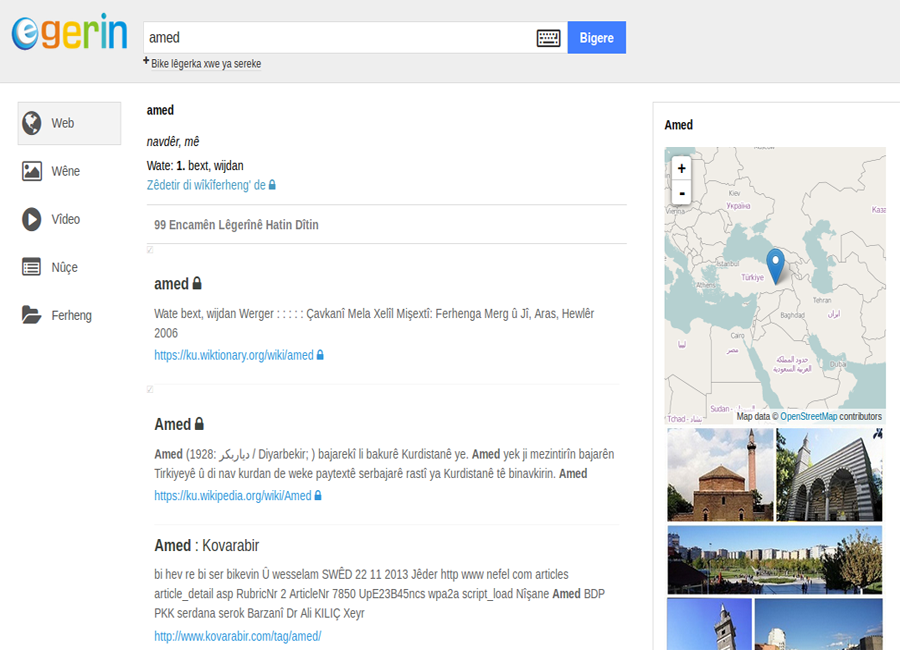 egerin
amed
Bigere
+ Bike lêgerka xwe ya sereke
Web
Wêne
Vîdeo
Nûçe
Ferheng
amed
navdêr, mê
Wate: 1. bext, wijdan
Zêdetir di wîkîferheng' de
99 Encamên Lêgerînê Hatin Dîtin
amed
Wate bext, wijdan Werger : : : : : Çavkanî Mela Xelîl Mişextî: Ferhenga Merg û Jî, Aras, Hewlêr
2006
https://ku.wiktionary.org/wiki/amed
Amed
Amed (1928: دیاربکر / Diyarbekir; ) bajarekî li bakurê Kurdistanê ye. Amed yek ji mezintirîn bajarên
Tirkiyeyê û di nav kurdan de weke paytextê serbajarê rastî ya Kurdistanê tê binavkirin. Amed
https://ku.wikipedia.org/wiki/Amed
Amed : Kovarabir
bi hev re bi ser bikevin Û wesselam SWÊD 22 11 2013 Jêder http www nefel com articles
article_detail asp RubricNr 2 ArticleNr 7850 UpE23B45ncs wpa2a script_load Nîşane Amed BDP
PKK serdana serok Barzanî Dr Ali KILIÇ Xeyr
http://www.kovarabir.com/tag/amed/
Amed
+
-
Moscow
Kiev
Україна
Vienna
Каза
Istanbul
Türkiye
Athens
Tehran
Baghdad
ایران
Cairo
ليبيا
مصر
حدود المملكة
العربية السعودية
Dubai
Sudan
Tchad
Map data © OpenStreetMap contributors